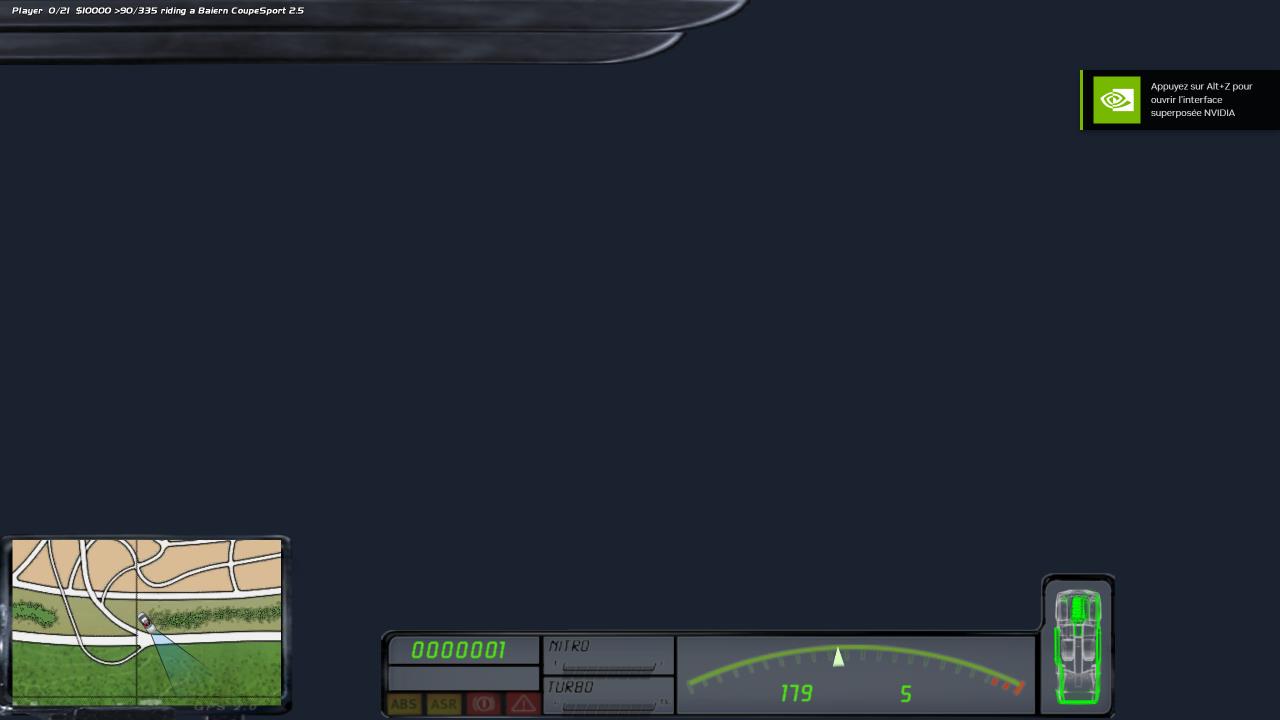 Player 0/21 $10000 >90/335 riding a Baiern CoupeSport 2.5
Appuyez sur Alt+Z pour
ouvrir l'interface
superposée NVIDIA
0000001
NITRO
TURBO
ABS
ASR
179
5